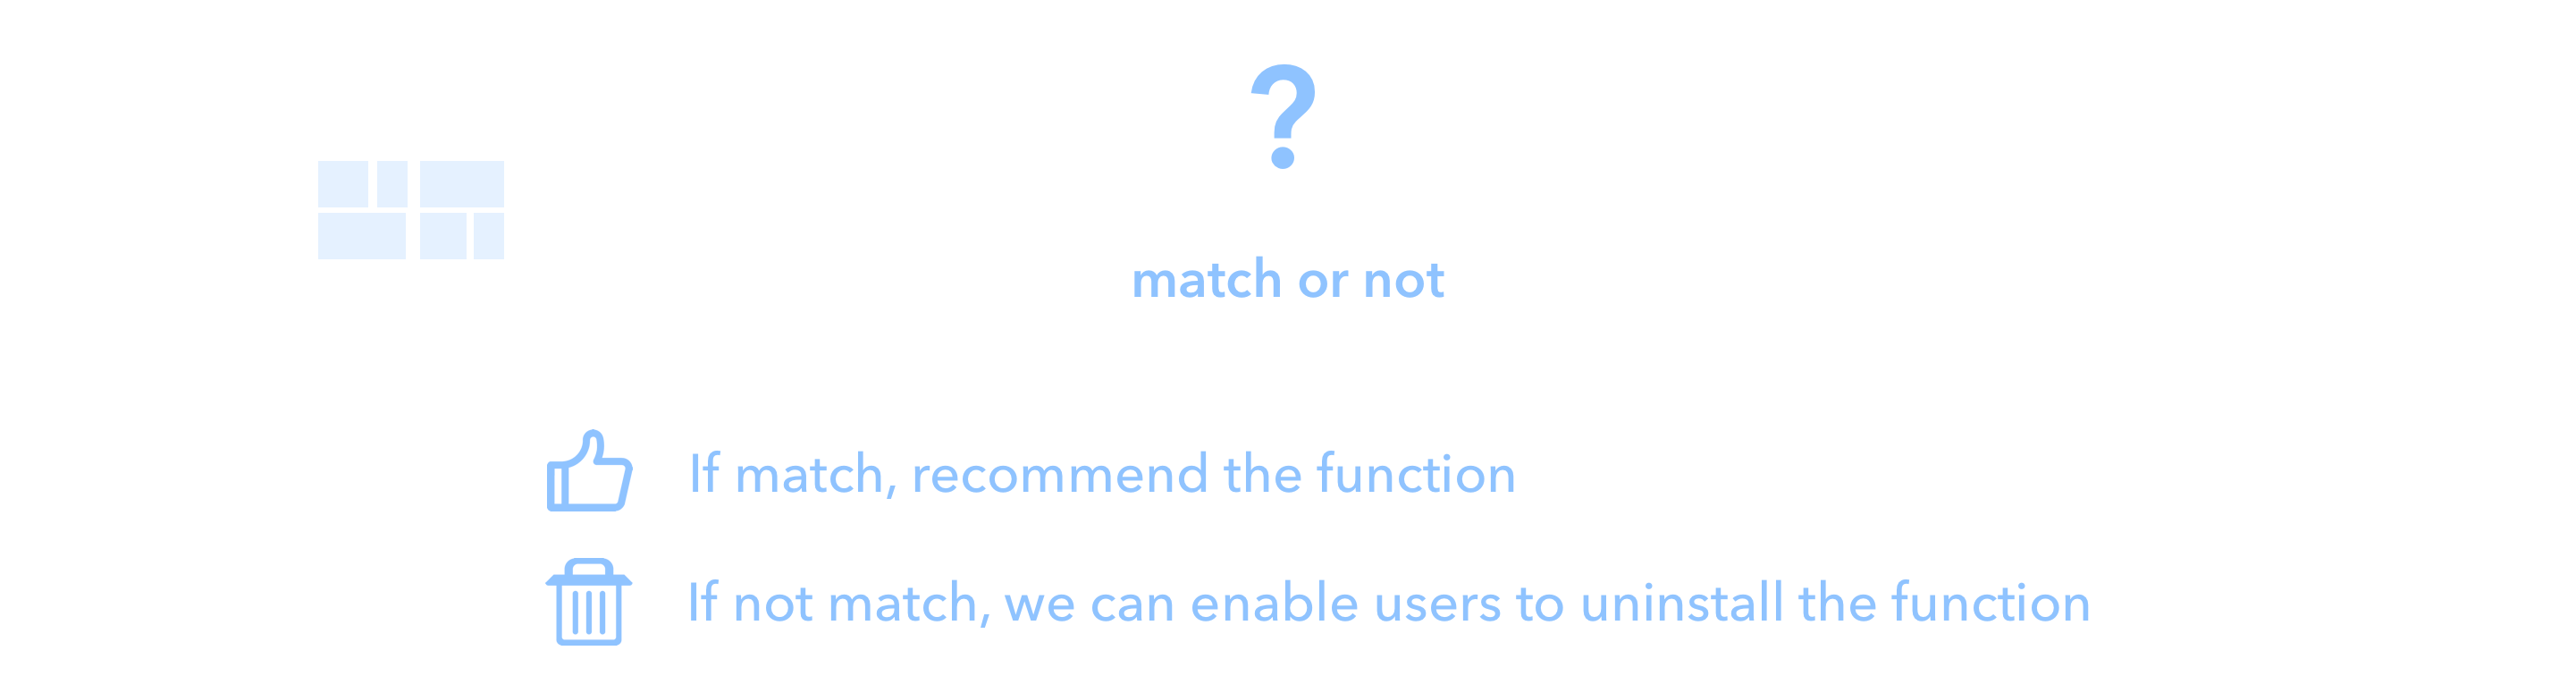 ?
match or not
If match, recommend the function
If not match, we can enable users to uninstall the function